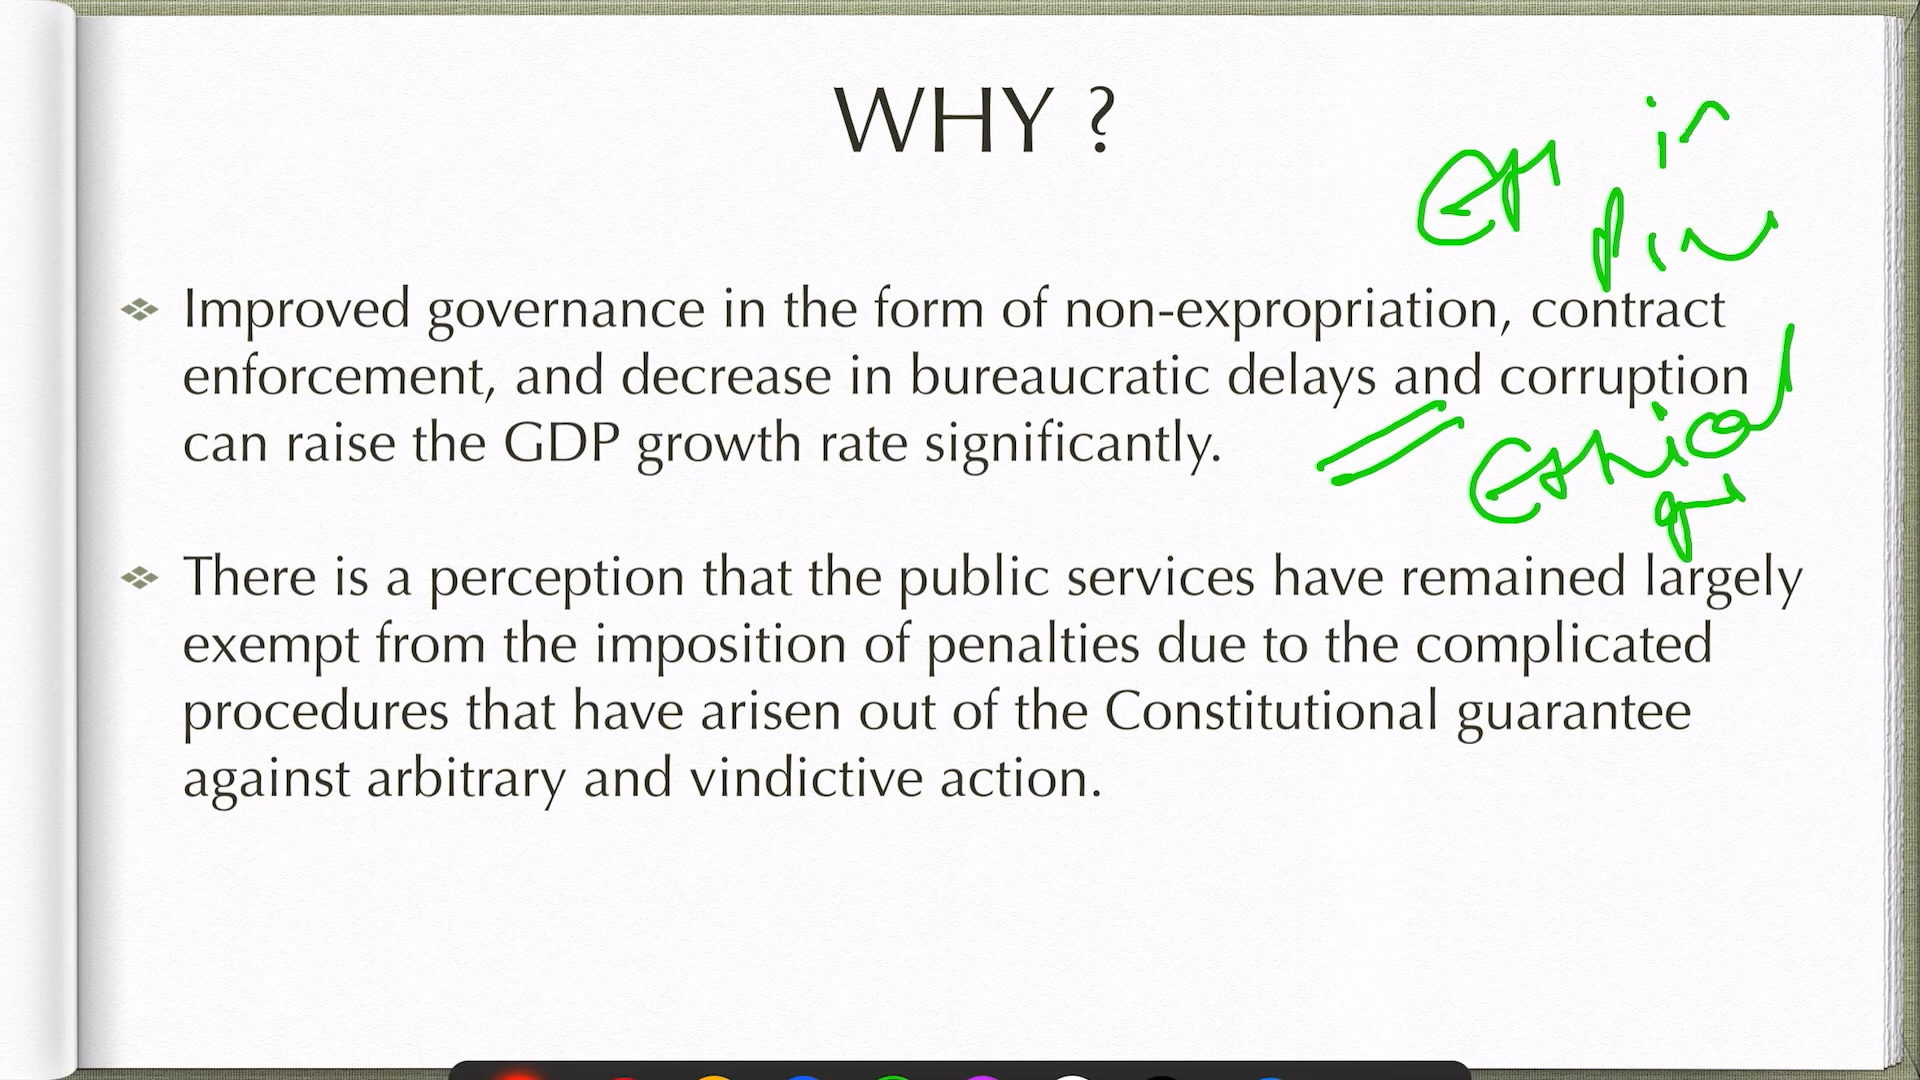 WHY ?
in
Improved governance in the form of non-expropriation, contract
enforcement, and decrease in bureaucratic delays and corruption
can raise the GDP growth rate significantly.
Ethical
There is a perception that the public services have remained largely
exempt from the imposition of penalties due to the complicated
procedures that have arisen out of the Constitutional guarantee
against arbitrary and vindictive action.